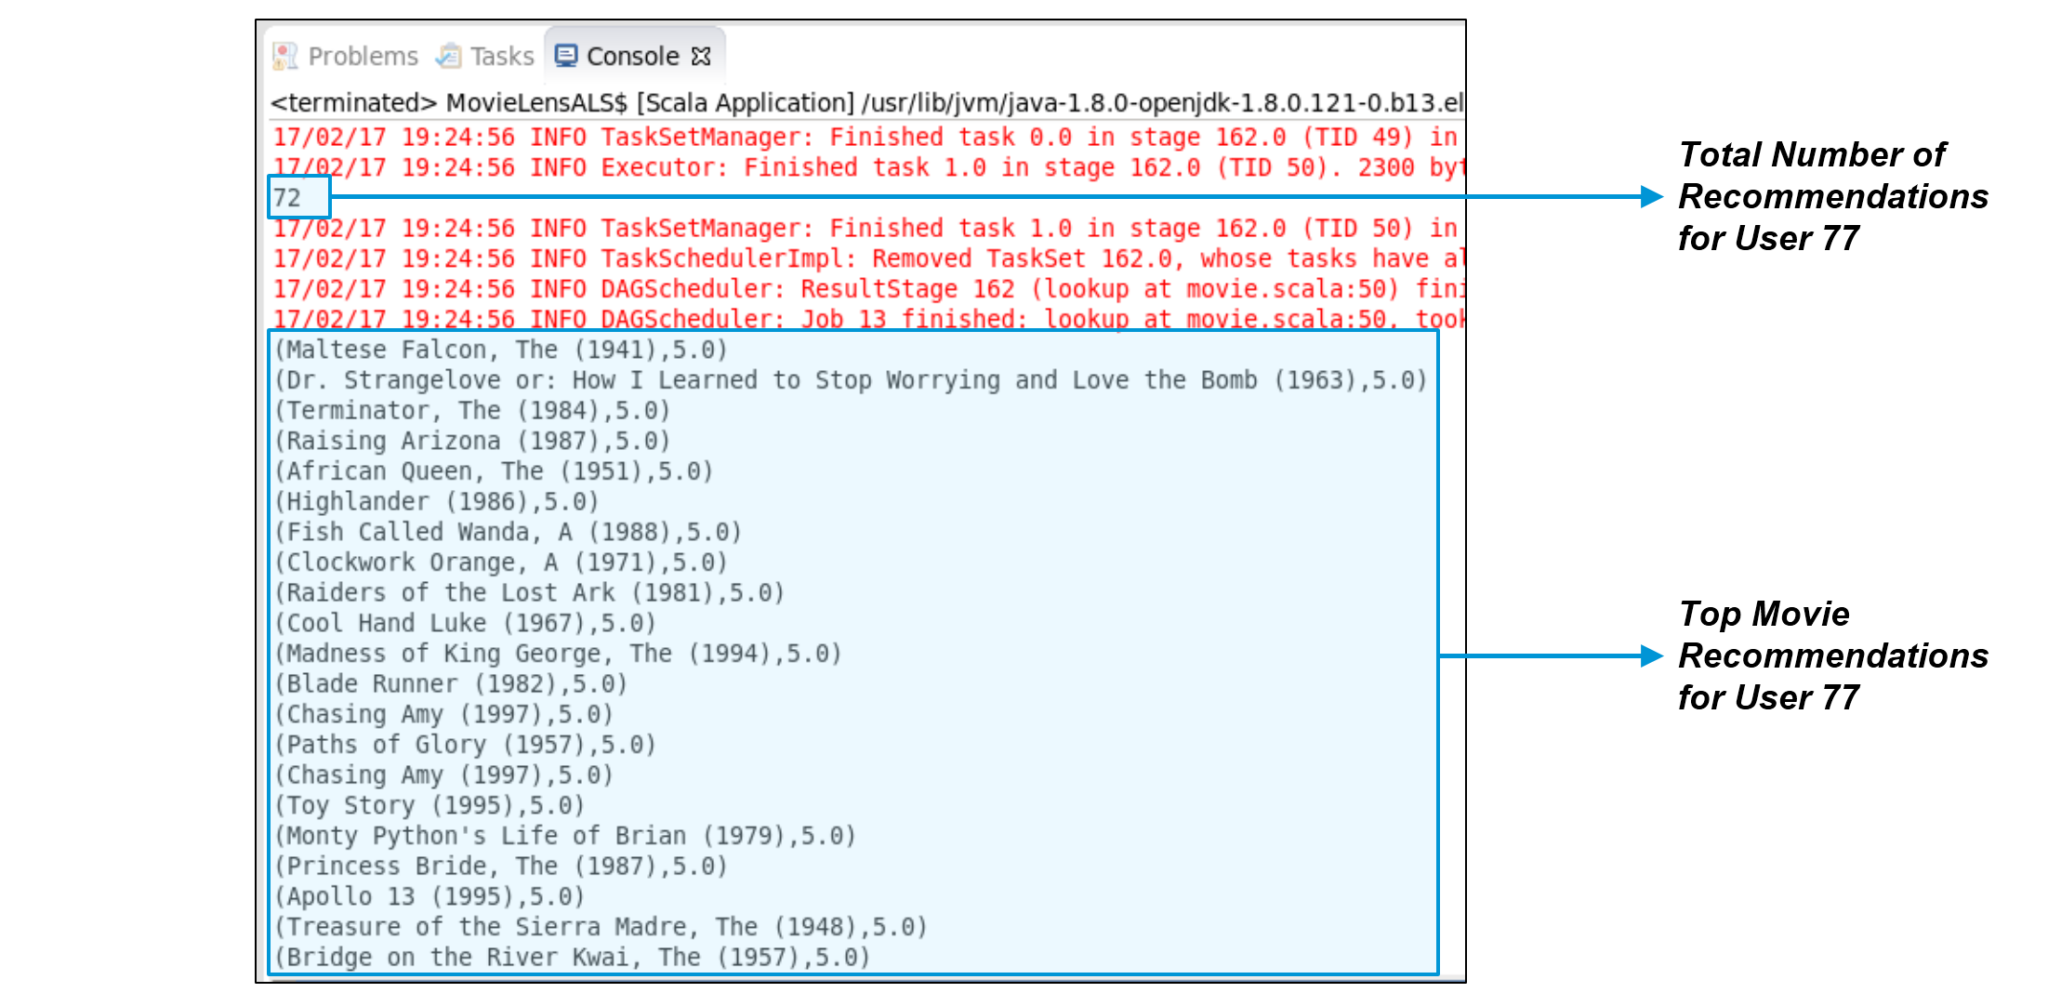 Problems Tasks Console
<terminated> MovieLensALS$ [Scala Application] /usr/lib/jvm/java-1.8.0-openjdk-1.8.0.121-0.b13.el
17/02/17 19:24:56 INFO TaskSetManager: Finished task 0.0 in stage 162.0 (TID 49) in
17/02/17 19:24:56 INFO Executor: Finished task 1.0 in stage 162.0 (TID 50). 2300 byt
72
17/02/17 19:24:56 INFO TaskSetManager: Finished task 1.0 in stage 162.0 (TID 50) in
17/02/17 19:24:56 INFO TaskSchedulerImpl: Removed TaskSet 162.0, whose tasks have al
17/02/17 19:24:56 INFO DAGScheduler: ResultStage 162 (lookup at movie.scala:50) fini
17/02/17 19:24:56 INFO DAGScheduler: Job 13 finished: lookup at movie.scala:50, took
(Maltese Falcon, The (1941),5.0)
(Dr. Strangelove or: How I Learned to Stop Worrying and Love the Bomb (1963),5.0)
(Terminator, The (1984),5.0)
(Raising Arizona (1987),5.0)
(African Queen, The (1951),5.0)
(Highlander (1986),5.0)
(Fish Called Wanda, A (1988),5.0)
(Clockwork Orange, A (1971),5.0)
(Raiders of the Lost Ark (1981),5.0)
(Cool Hand Luke (1967),5.0)
(Madness of King George, The (1994),5.0)
(Blade Runner (1982),5.0)
(Chasing Amy (1997),5.0)
(Paths of Glory (1957),5.0)
(Chasing Amy (1997),5.0)
(Toy Story (1995),5.0)
(Monty Python's Life of Brian (1979),5.0)
(Princess Bride, The (1987),5.0)
(Apollo 13 (1995),5.0)
(Treasure of the Sierra Madre, The (1948),5.0)
(Bridge on the River Kwai, The (1957),5.0)
Total Number of
Recommendations
for User 77
Top Movie
Recommendations
for User 77